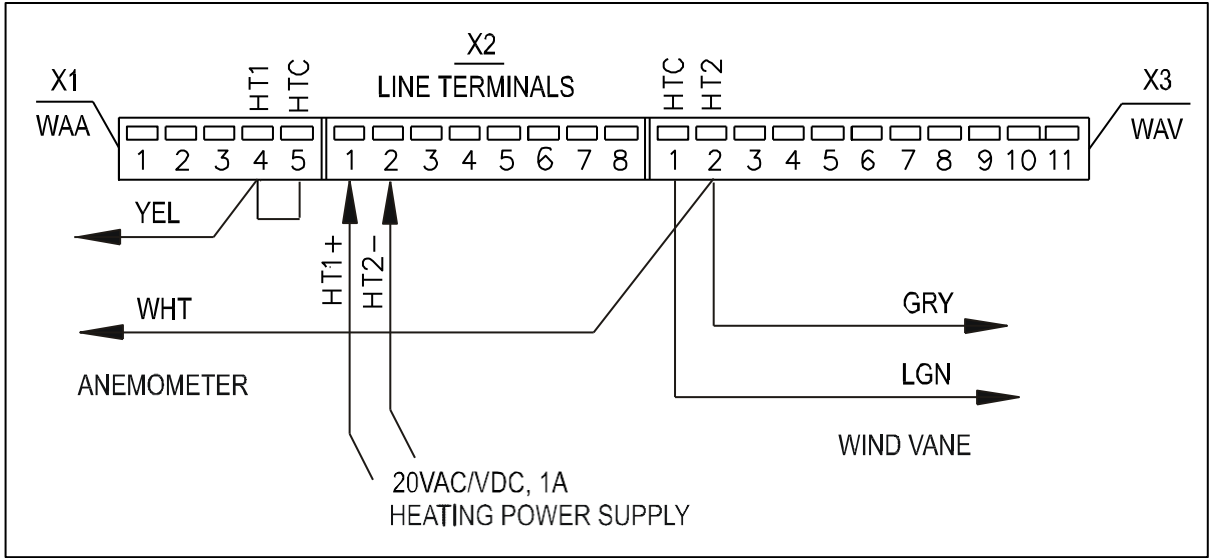 X1
WAA
HT1
HTC
X2
LINE TERMINALS
HTC
HT2
X3
WAV
1 2 3 4 5 1 2 3 4 5 6 7 8 1 2 3 4 5 6 7 8 9 10 11
YEL
HT1+
HT2-
WHT
GRY
ANEMOMETER
LGN
WIND VANE
20VAC/VDC, 1A
HEATING POWER SUPPLY